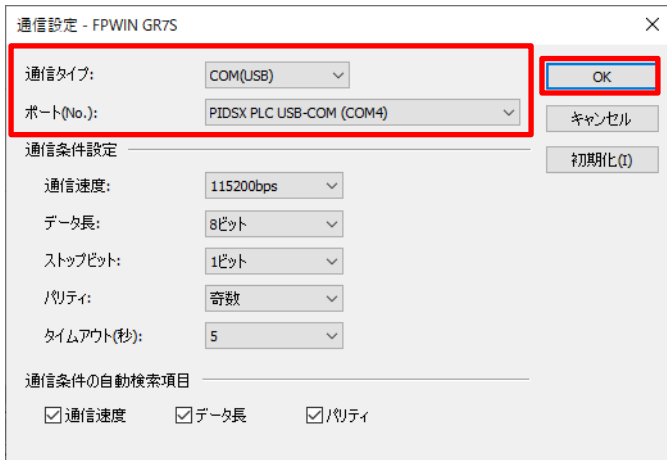 通信設定 - FPWIN GR7S
通信タイプ: COM(USB) OK
ポート(No.): PIDSX PLC USB-COM (COM4) キャンセル
通信条件設定 初期化(I)
通信速度: 115200bps
データ長: 8ビット
ストップビット: 1ビット
パリティ: 奇数
タイムアウト(秒): 5
通信条件の自動検索項目
通信速度 データ長 パリティ